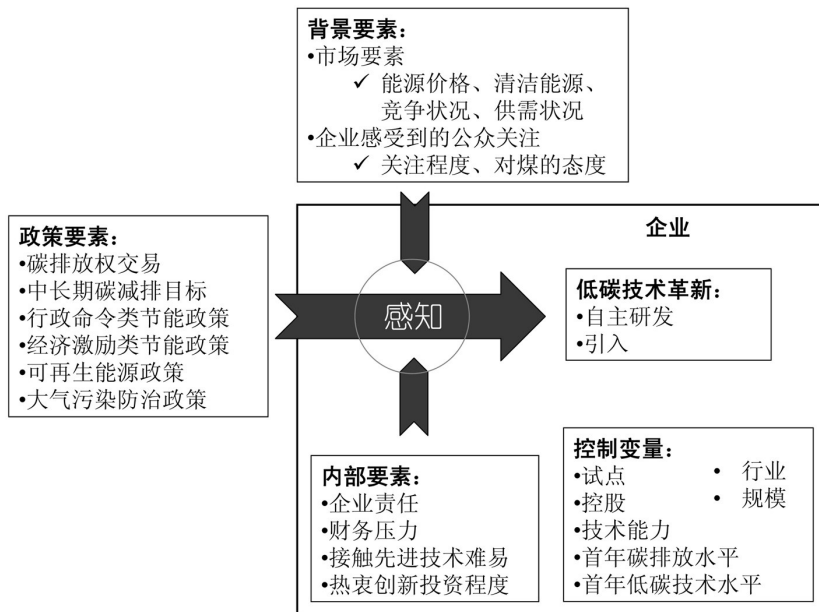 背景要素：
•市场要素
✓ 能源价格、清洁能源、
竞争状况、供需状况
•企业感受到的公众关注
✓ 关注程度、对煤的态度
政策要素：
•碳排放权交易
•中长期碳减排目标
•行政命令类节能政策
•经济激励类节能政策
•可再生能源政策
•大气污染防治政策
感知
企业
低碳技术革新：
•自主研发
•引入
内部要素：
•企业责任
•财务压力
•接触先进技术难易
•热衷创新投资程度
控制变量：
•试点 • 行业
•控股 • 规模
•技术能力
•首年碳排放水平
•首年低碳技术水平